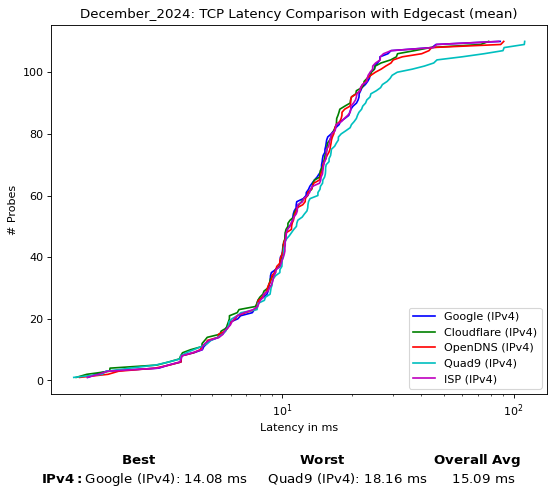 December_2024: TCP Latency Comparison with Edgecast (mean)
# Probes
100
80
60
40
20
0
10¹
10²
Latency in ms
Google (IPv4)
Cloudflare (IPv4)
OpenDNS (IPv4)
Quad9 (IPv4)
ISP (IPv4)
Best Worst Overall Avg
IPv4: Google (IPv4): 14.08 ms Quad9 (IPv4): 18.16 ms 15.09 ms